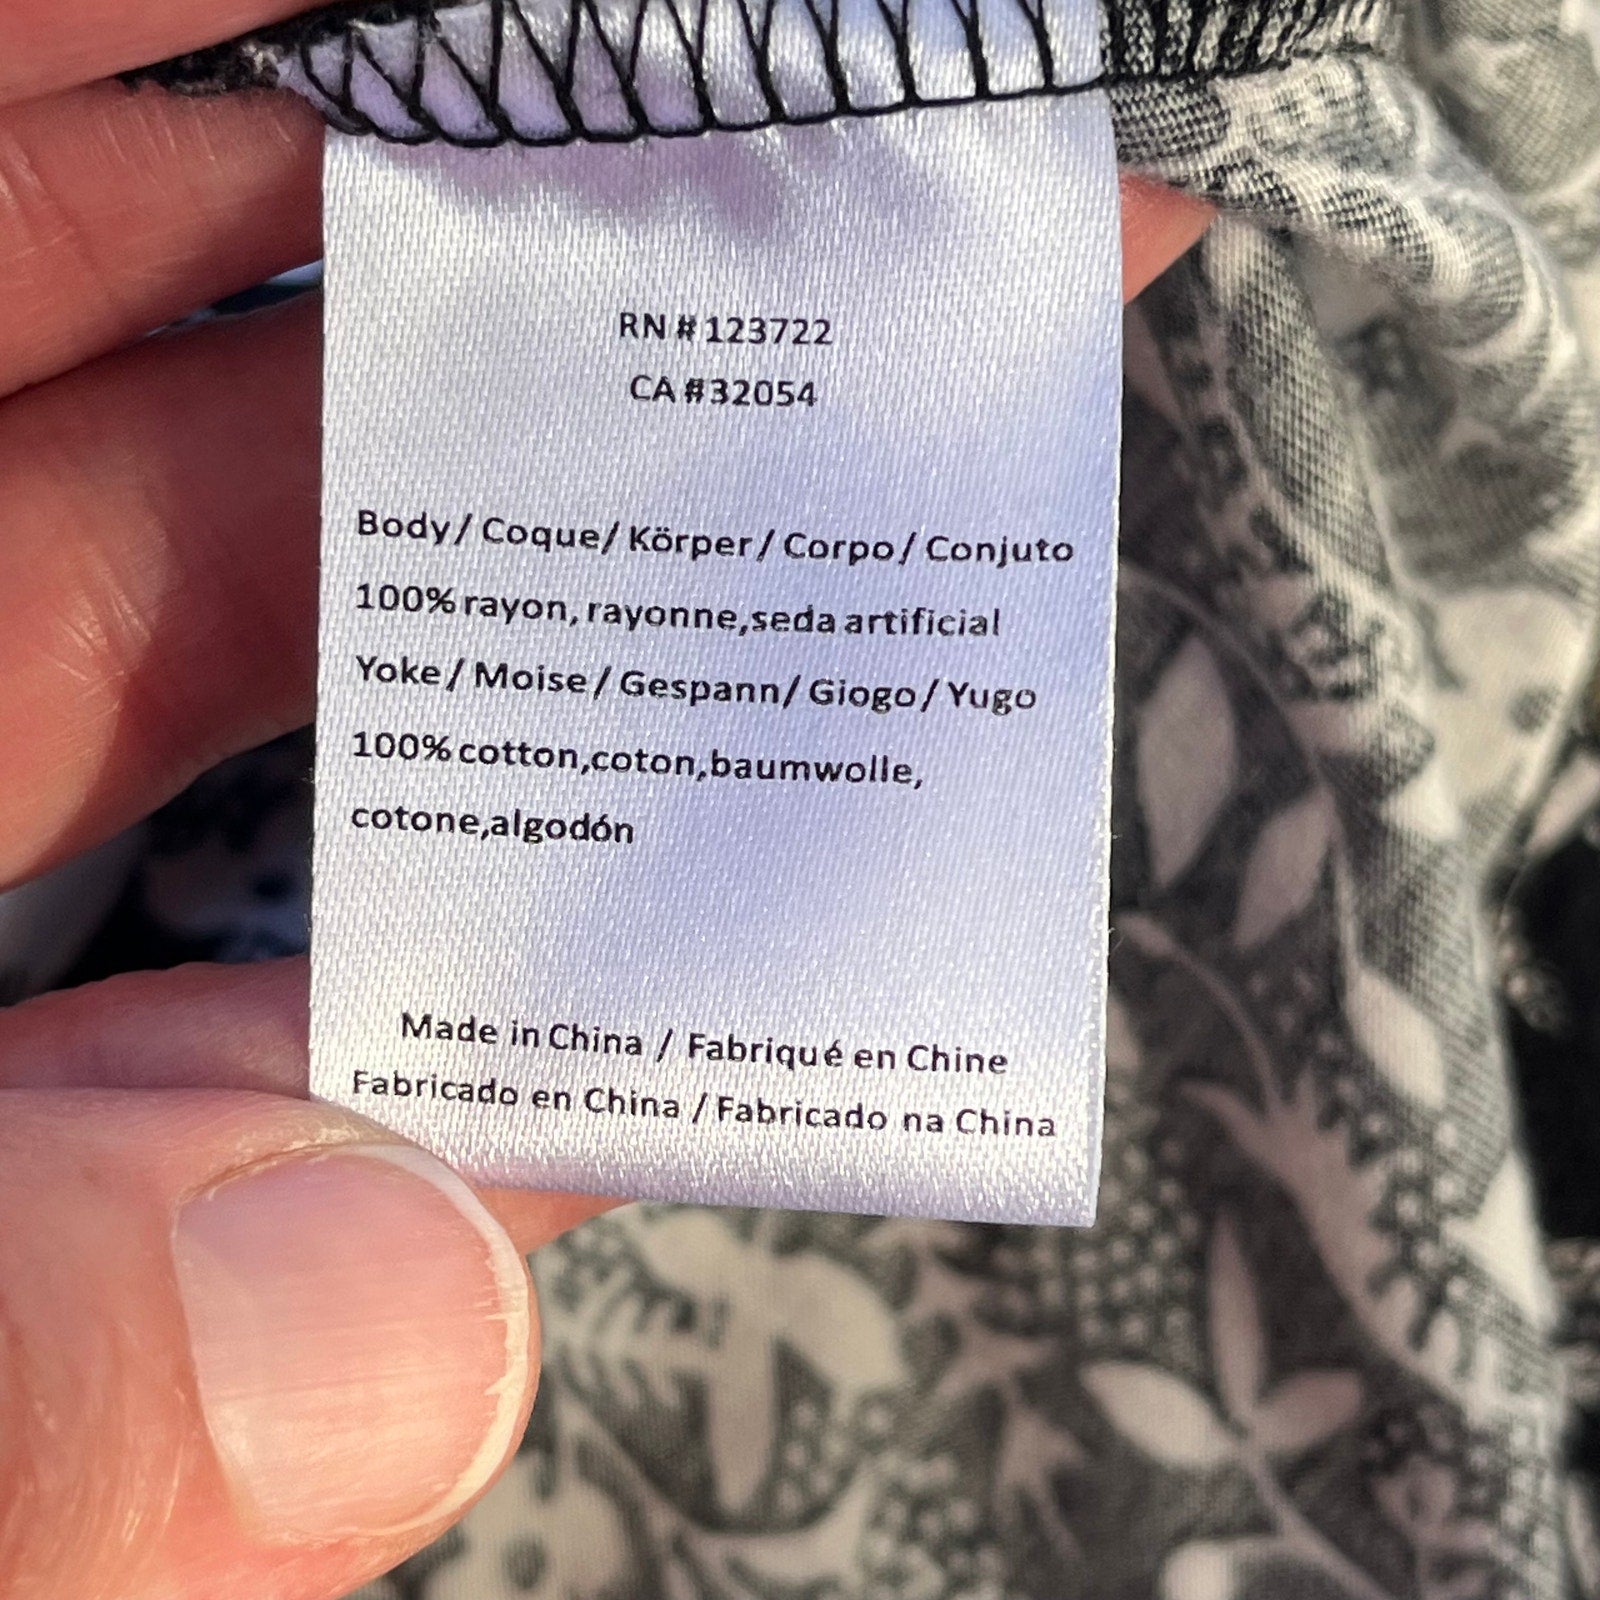 RN # 123722
CA #32054
Body/ Coque/ Körper/ Corpo/ Conjuto
100% rayon, rayonne,seda artificial
Yoke/ Moise/ Gespann/ Giogo/ Yugo
100% cotton,coton,baumwolle,
cotone,algodón
Made in China / Fabriqué en Chine
Fabricado en China / Fabricado na China